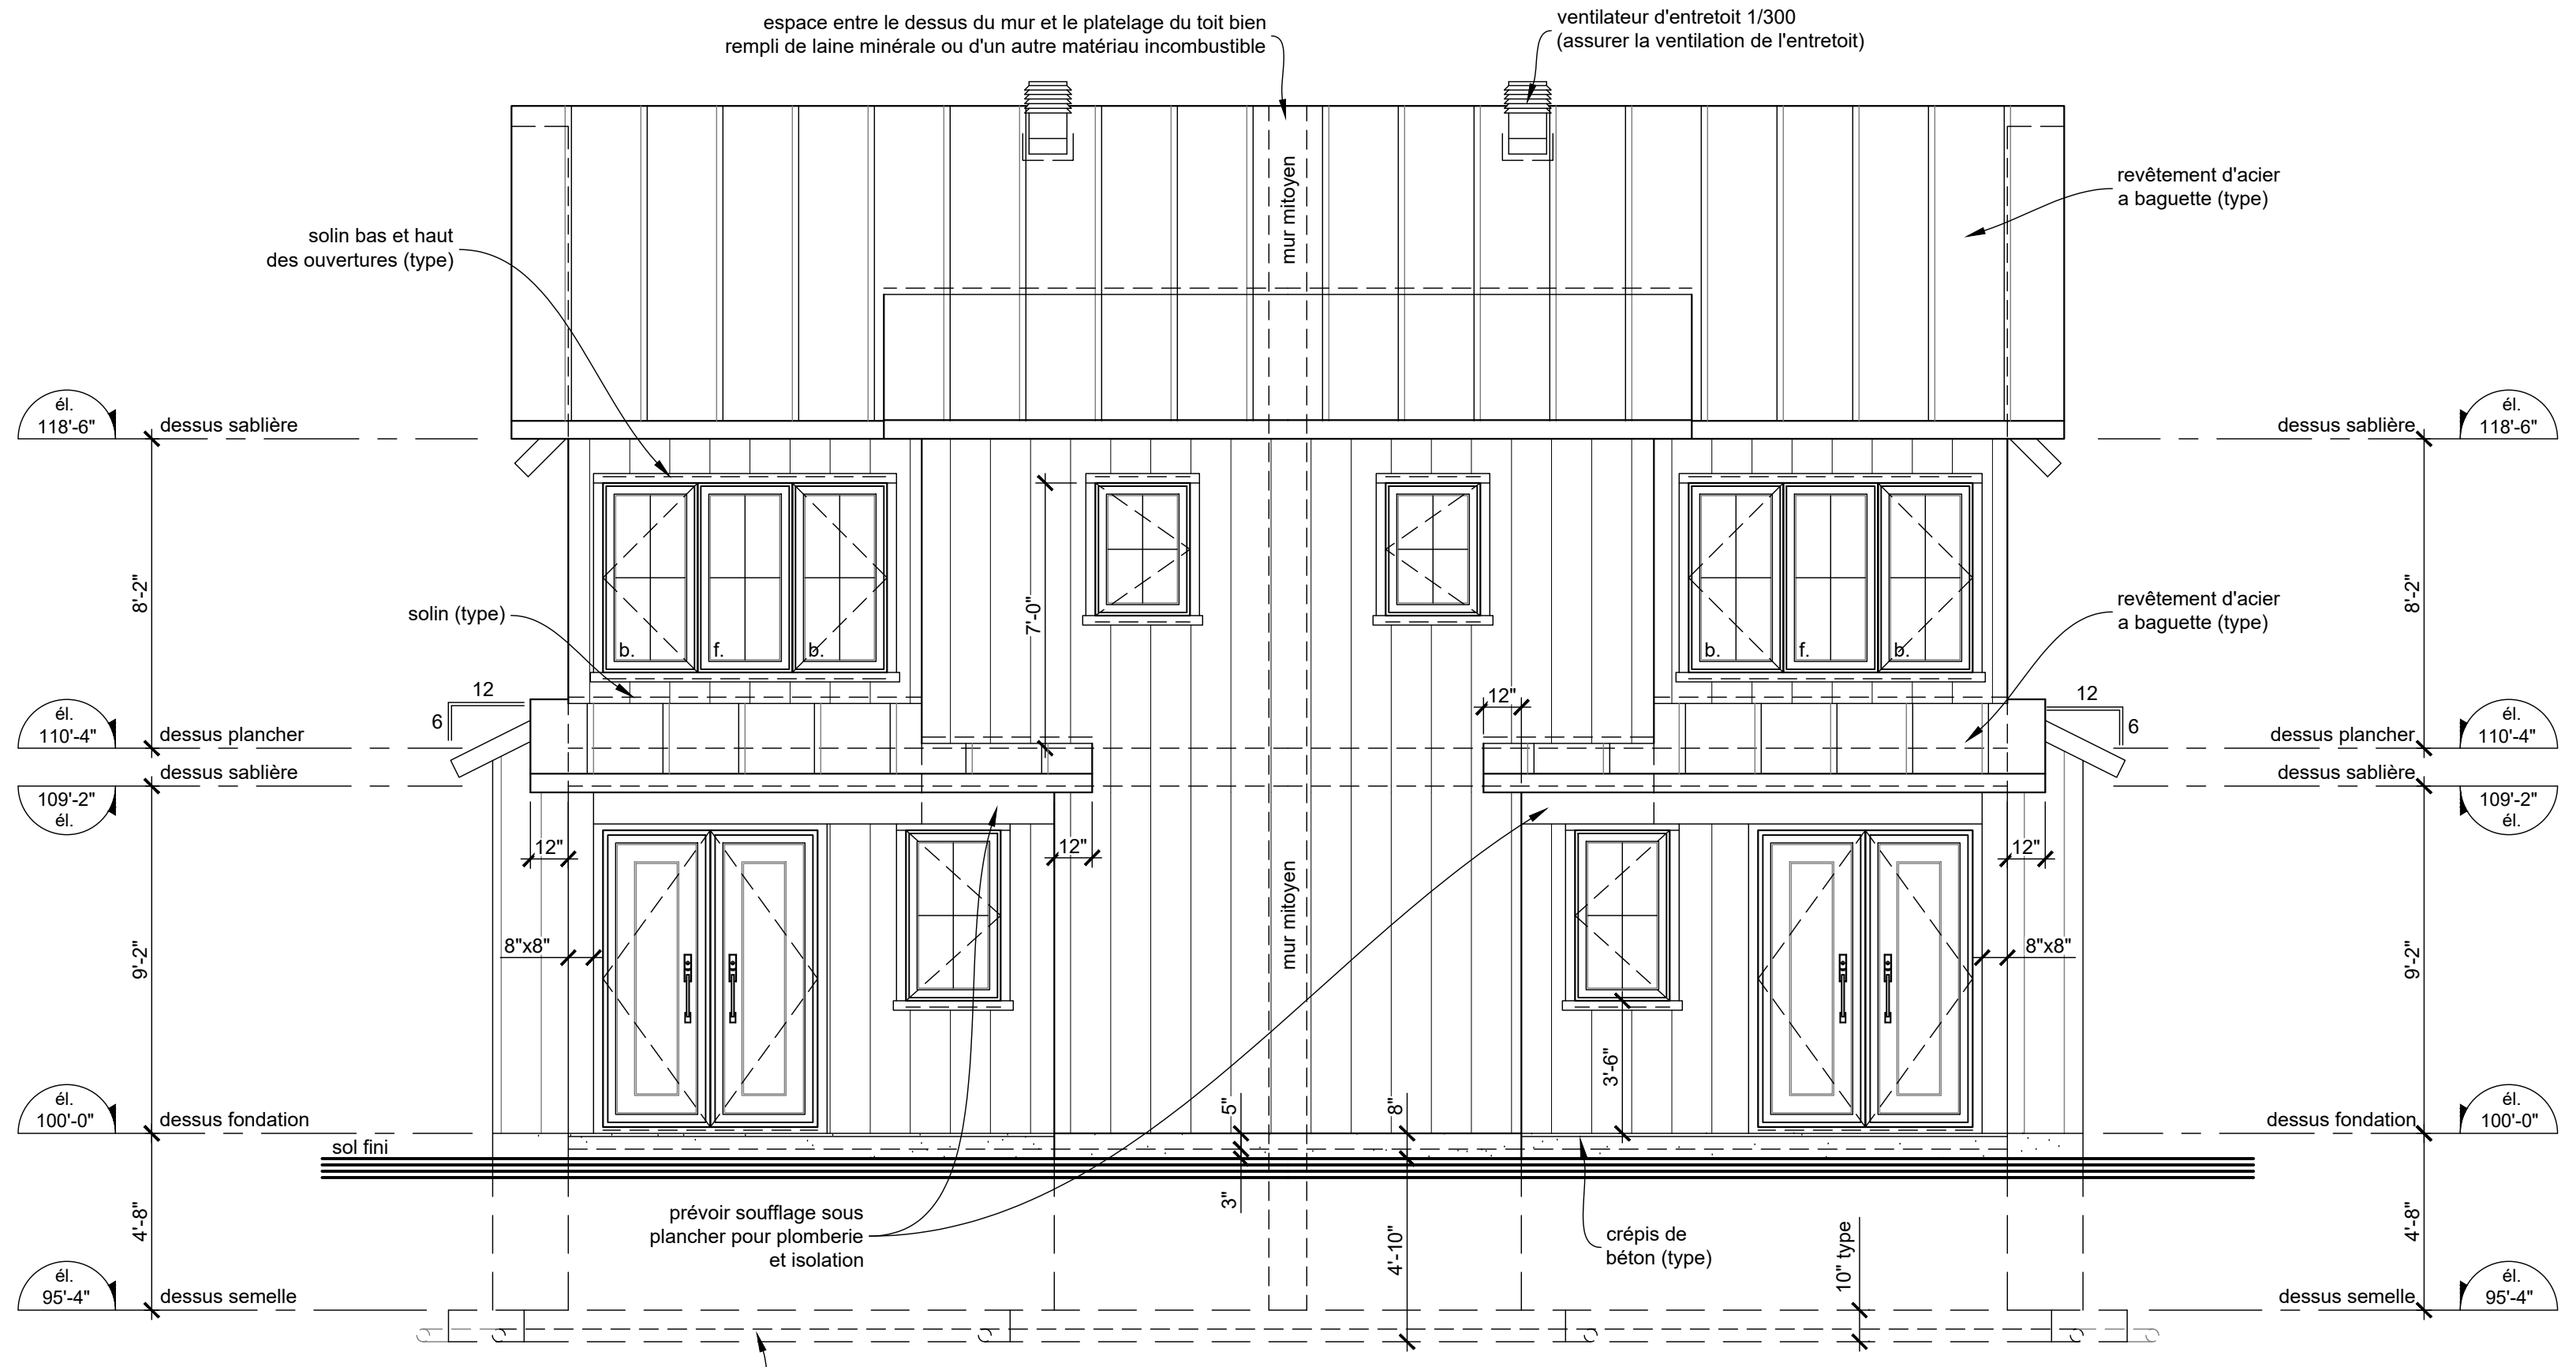 espace entre le dessus du mur et le platelage du toit bien
rempli de laine minérale ou d'un autre matériau incombustible
ventilateur d'entretoit 1/300
(assurer la ventilation de l'entretoit)
mur mitoyen
revêtement d'acier
a baguette (type)
solin bas et haut
des ouvertures (type)
él.
118'-6"
dessus sablière
dessus sablière
él.
118'-6"
8'-2"
7'-0"
8'-2"
solin (type)
revêtement d'acier
a baguette (type)
b.
f.
b.
b.
f.
b.
12
6
12"
12
6
él.
110'-4"
dessus plancher
dessus plancher
él.
110'-4"
dessus sablière
dessus sablière
109'-2"
él.
109'-2"
él.
12"
12"
12"
mur mitoyen
9'-2"
8"x8"
8"x8"
9'-2"
3'-6"
5"
8"
él.
100'-0"
dessus fondation
dessus fondation
él.
100'-0"
sol fini
3"
4'-8"
prévoir soufflage sous
plancher pour plomberie
et isolation
4'-10"
crépis de
béton (type)
10" type
4'-8"
él.
95'-4"
dessus semelle
dessus semelle
él.
95'-4"